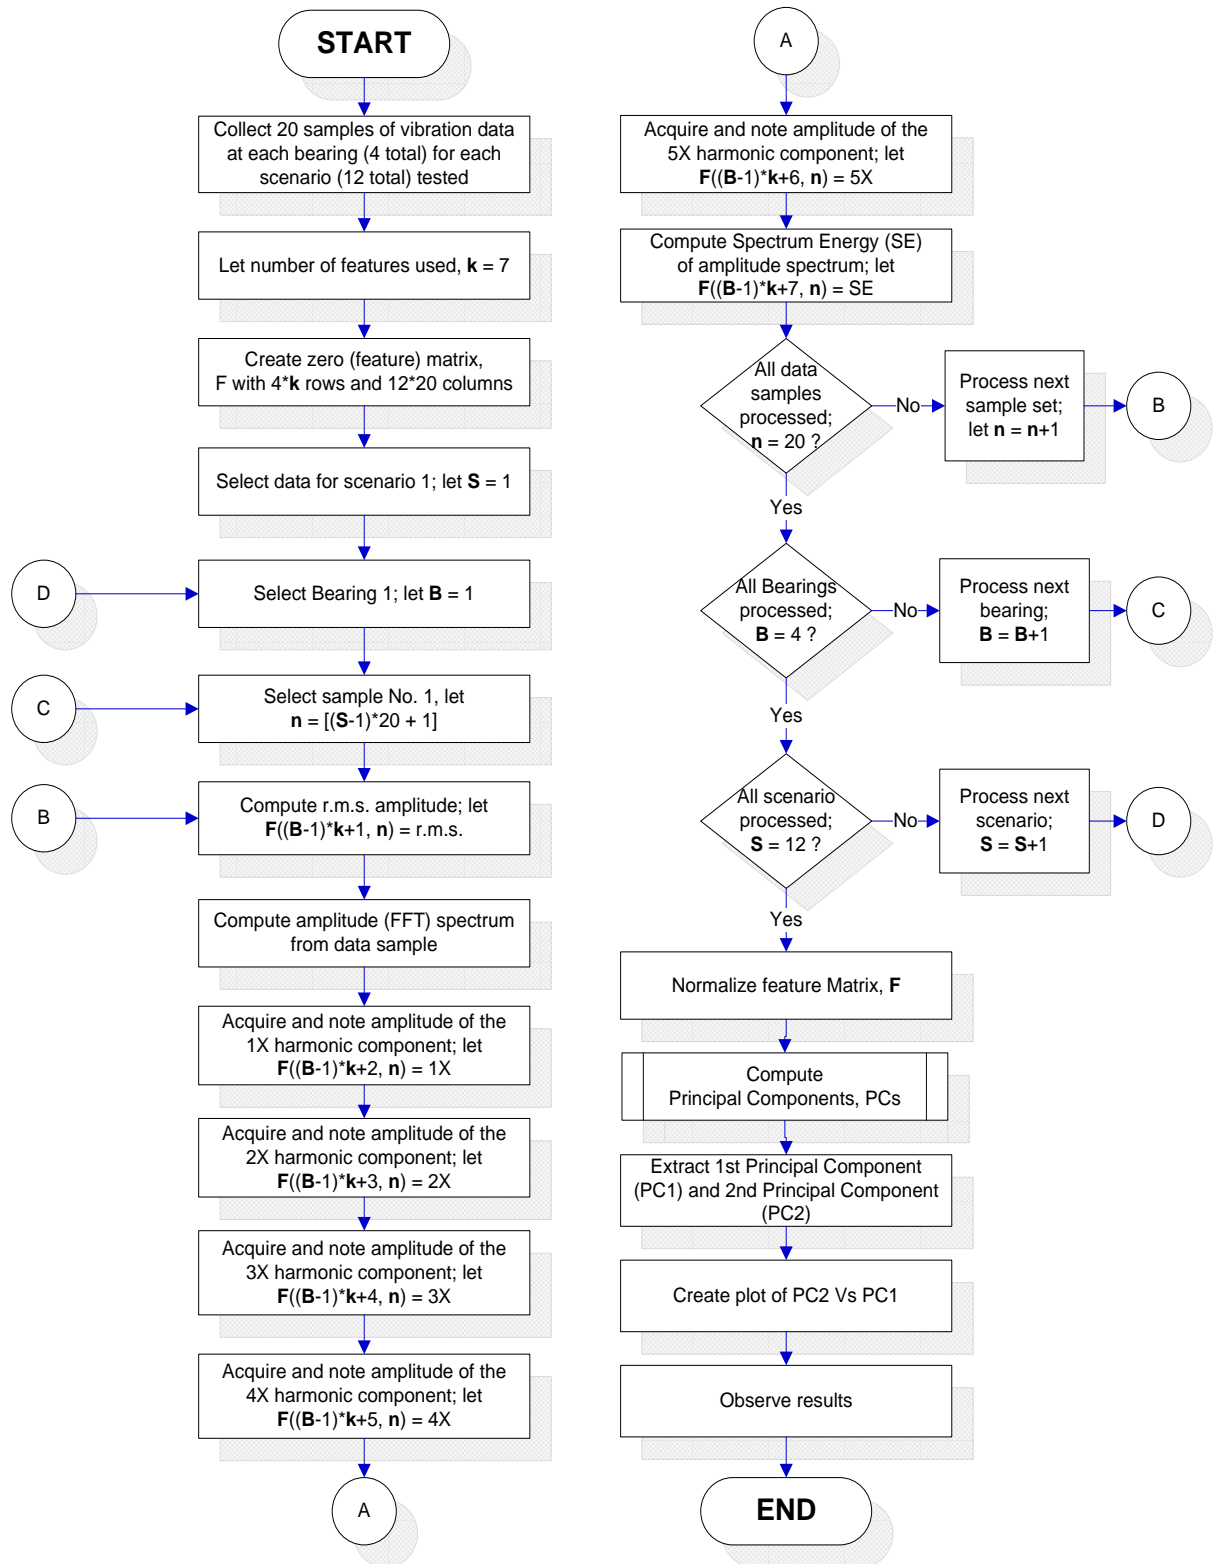 START
Collect 20 samples of vibration data
at each bearing (4 total) for each
scenario (12 total) tested
Let number of features used, k = 7
Create zero (feature) matrix,
F with 4*k rows and 12*20 columns
Select data for scenario 1; let S = 1
D
Select Bearing 1; let B = 1
C
Select sample No. 1, let
n = [(S-1)*20 + 1]
B
Compute r.m.s. amplitude; let
F((B-1)*k+1, n) = r.m.s.
Compute amplitude (FFT) spectrum
from data sample
Acquire and note amplitude of the
1X harmonic component; let
F((B-1)*k+2, n) = 1X
Acquire and note amplitude of the
2X harmonic component; let
F((B-1)*k+3, n) = 2X
Acquire and note amplitude of the
3X harmonic component; let
F((B-1)*k+4, n) = 3X
Acquire and note amplitude of the
4X harmonic component; let
F((B-1)*k+5, n) = 4X
A
A
Acquire and note amplitude of the
5X harmonic component; let
F((B-1)*k+6, n) = 5X
Compute Spectrum Energy (SE)
of amplitude spectrum; let
F((B-1)*k+7, n) = SE
All data
samples
processed;
n = 20 ?
No
Process next
sample set;
let n = n+1
B
Yes
All Bearings
processed;
B = 4 ?
No
Process next
bearing;
B = B+1
C
Yes
All scenario
processed;
S = 12 ?
No
Process next
scenario;
S = S+1
D
Yes
Normalize feature Matrix, F
Compute
Principal Components, PCs
Extract 1st Principal Component
(PC1) and 2nd Principal Component
(PC2)
Create plot of PC2 Vs PC1
Observe results
END